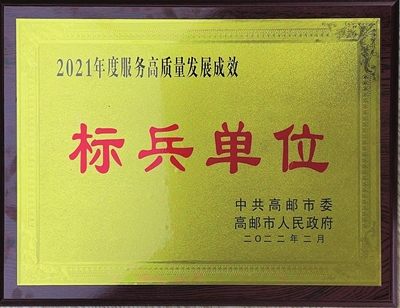 2021年度服务高质量发展成效
标兵单位
中共高邮市委
高邮市人民政府
二〇二二年二月